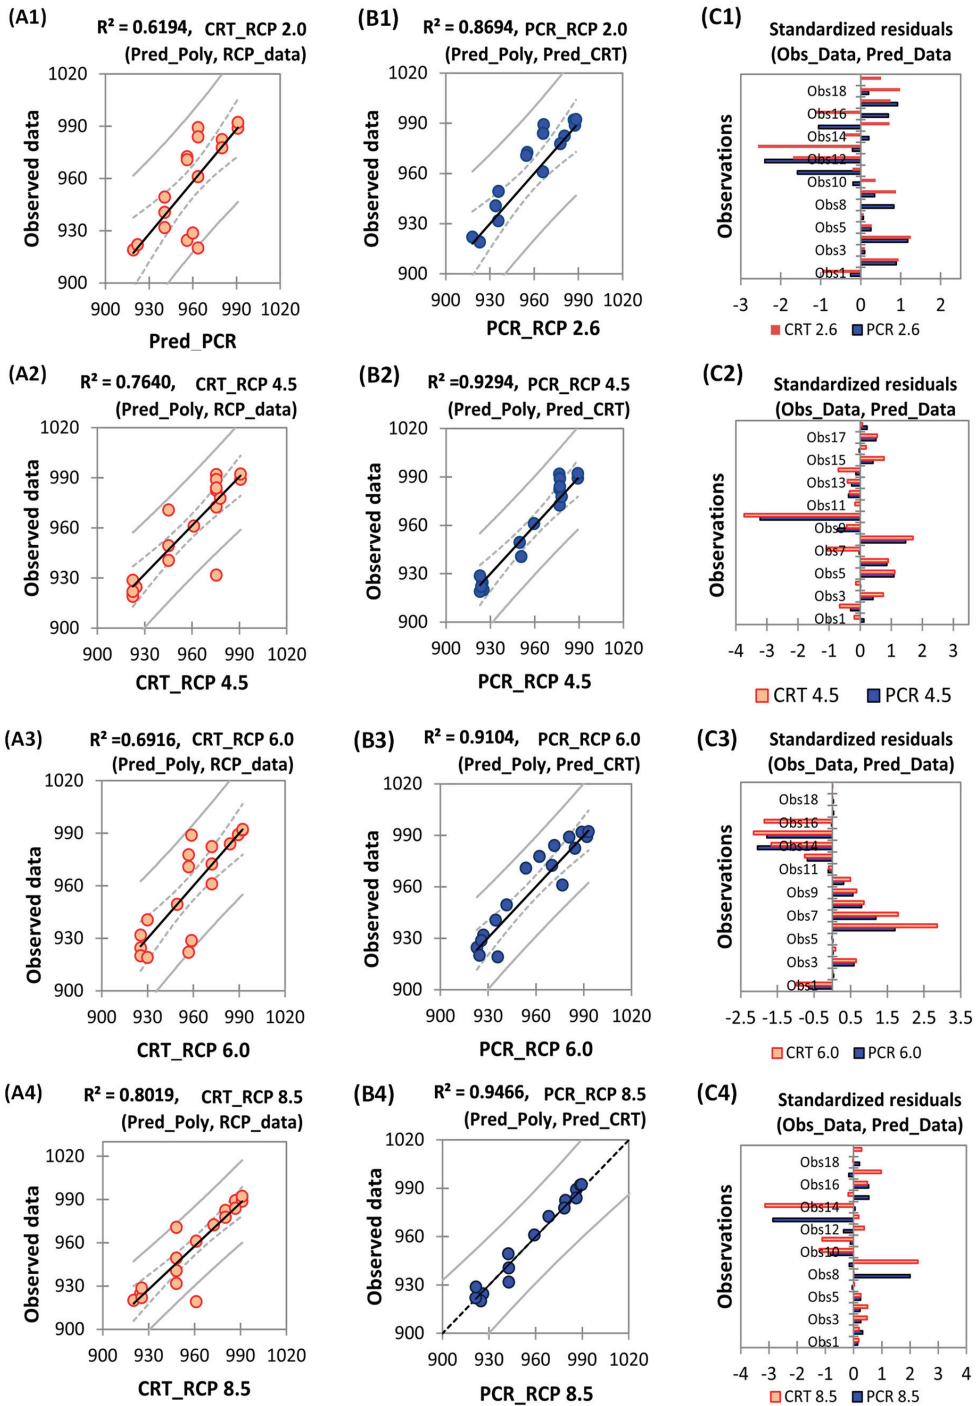 (A1)
R² = 0.6194, CRT_RCP 2.0
(Pred_Poly, RCP_data)
1020
990
960
930
900
900 930 960 990 1020
Observed data
Pred_PCR
(B1)
R² = 0.8694, PCR_RCP 2.0
(Pred_Poly, Pred_CRT)
1020
990
960
930
900
900 930 960 990 1020
Observed data
PCR_RCP 2.6
(C1)
Standardized residuals
(Obs_Data, Pred_Data
Obs18
Obs16
Obs14
Obs12
Obs10
Obs8
Obs5
Obs3
Obs1
Observations
-3 -2 -1 0 1 2
CRT 2.6 PCR 2.6
(A2)
R² = 0.7640, CRT_RCP 4.5
(Pred_Poly, RCP_data)
1020
990
960
930
900
900 930 960 990 1020
Observed data
CRT_RCP 4.5
(B2)
R² =0.9294, PCR_RCP 4.5
(Pred_Poly, Pred_CRT)
1020
990
960
930
900
900 930 960 990 1020
Observed data
PCR_RCP 4.5
(C2)
Standardized residuals
(Obs_Data, Pred_Data
Obs17
Obs15
Obs13
Obs11
Obs9
Obs7
Obs5
Obs3
Obs1
Observations
-4 -3 -2 -1 0 1 2 3
CRT 4.5 PCR 4.5
(A3)
R² =0.6916, CRT_RCP 6.0
(Pred_Poly, RCP_data)
1020
990
960
930
900
900 930 960 990 1020
Observed data
CRT_RCP 6.0
(B3)
R² = 0.9104, PCR_RCP 6.0
(Pred_Poly, Pred_CRT)
1020
990
960
930
900
900 930 960 990 1020
Observed data
PCR_RCP 6.0
(C3)
Standardized residuals
(Obs_Data, Pred_Data)
Obs18
Obs16
Obs14
Obs11
Obs9
Obs7
Obs5
Obs3
Obs1
Observations
-2.5 -1.5 -0.5 0.5 1.5 2.5 3.5
CRT 6.0 PCR 6.0
(A4)
R² = 0.8019, CRT_RCP 8.5
(Pred_Poly, RCP_data)
1020
990
960
930
900
900 930 960 990 1020
Observed data
CRT_RCP 8.5
(B4)
R² = 0.9466, PCR_RCP 8.5
(Pred_Poly, Pred_CRT)
1020
990
960
930
900
900 930 960 990 1020
Observed data
PCR_RCP 8.5
(C4)
Standardized residuals
(Obs_Data, Pred_Data)
Obs18
Obs16
Obs14
Obs12
Obs10
Obs8
Obs5
Obs3
Obs1
Observations
-4 -3 -2 -1 0 1 2 3 4
CRT 8.5 PCR 8.5